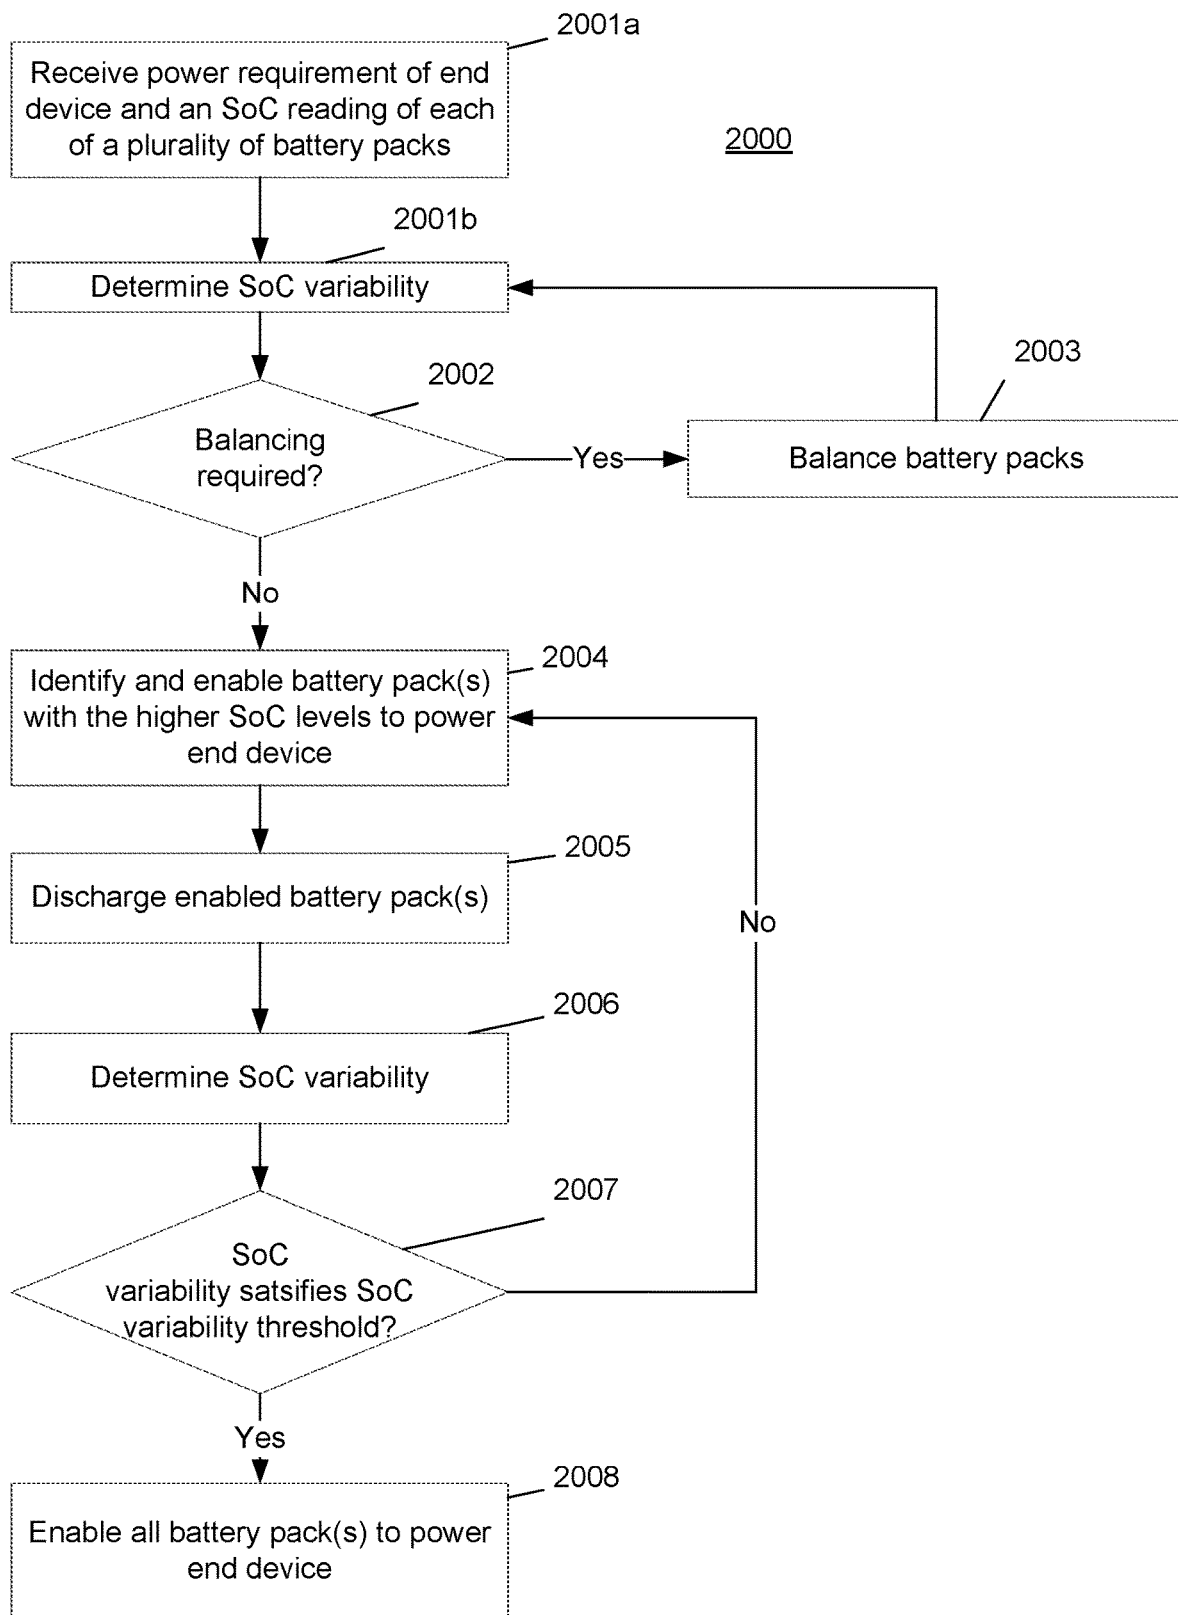 2001a
Receive power requirement of end
device and an SoC reading of each
of a plurality of battery packs
2000
2001b
Determine SoC variability
2002
2003
Balancing
required?
Yes
Balance battery packs
No
2004
Identify and enable battery pack(s)
with the higher SoC levels to power
end device
2005
Discharge enabled battery pack(s)
No
2006
Determine SoC variability
2007
SoC
variability satsifies SoC
variability threshold?
Yes
2008
Enable all battery pack(s) to power
end device